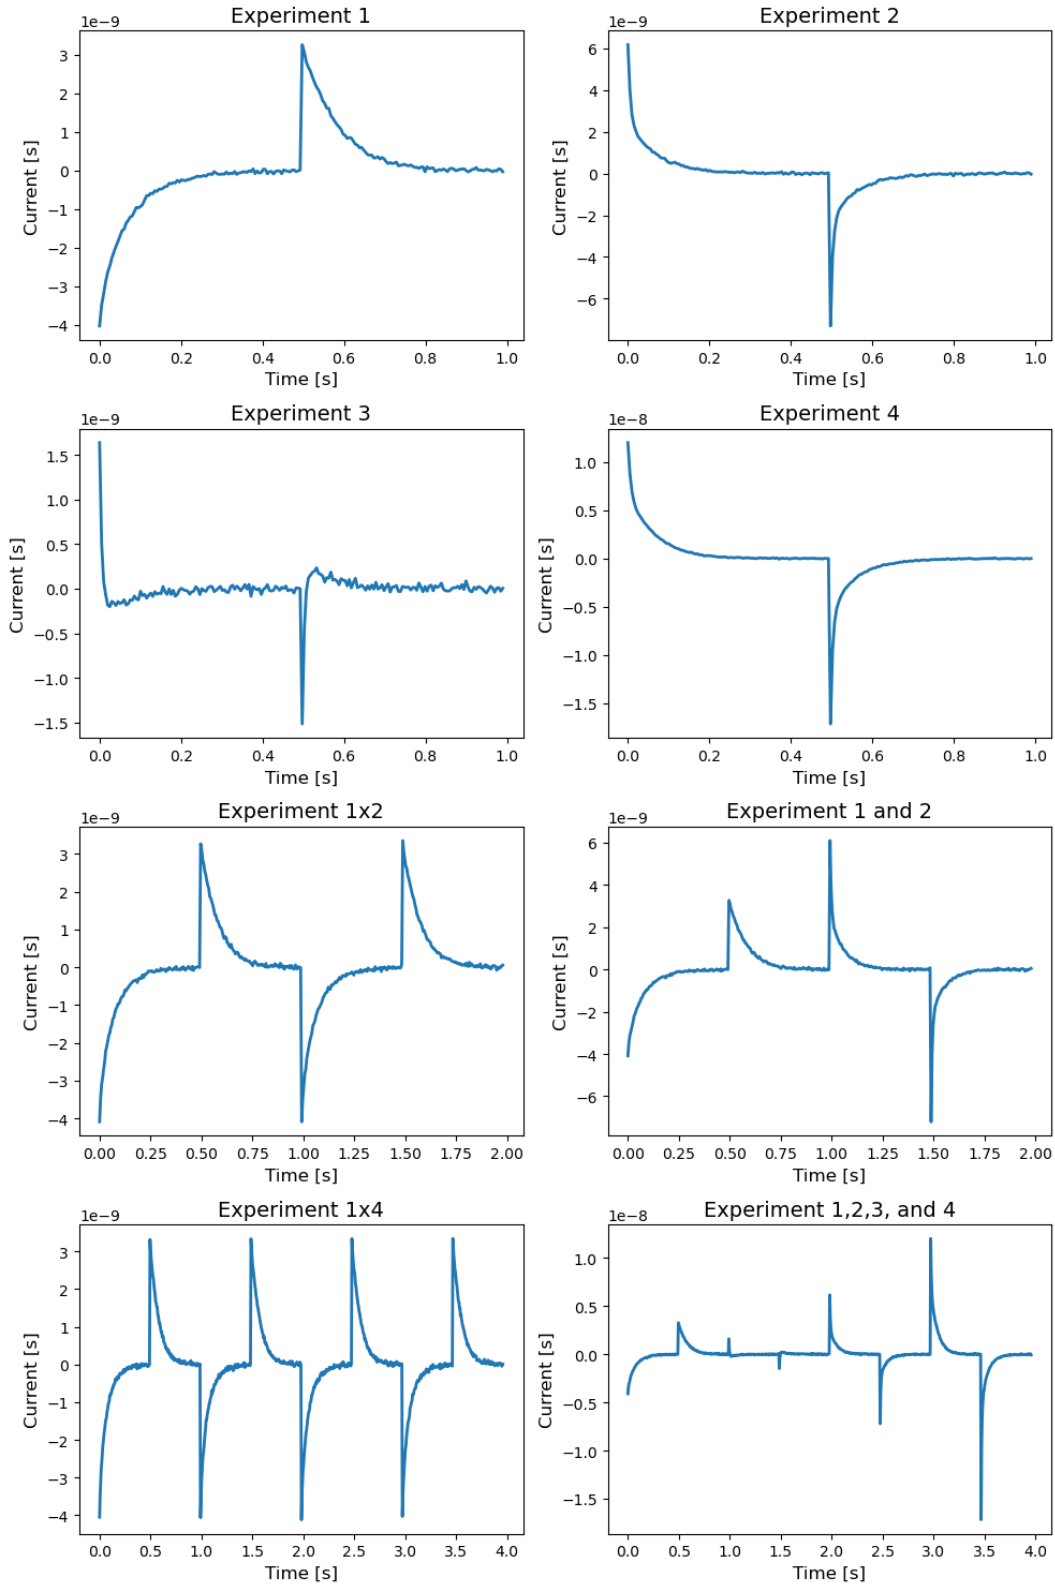 Experiment 1
1e−9
3
2
1
0
−1
−2
−3
−4
Current [s]
0.0 0.2 0.4 0.6 0.8 1.0
Time [s]
Experiment 2
1e−9
6
4
2
0
−2
−4
−6
Current [s]
0.0 0.2 0.4 0.6 0.8 1.0
Time [s]
Experiment 3
1e−9
1.5
1.0
0.5
0.0
−0.5
−1.0
−1.5
Current [s]
0.0 0.2 0.4 0.6 0.8 1.0
Time [s]
Experiment 4
1e−8
1.0
0.5
0.0
−0.5
−1.0
−1.5
Current [s]
0.0 0.2 0.4 0.6 0.8 1.0
Time [s]
Experiment 1x2
1e−9
3
2
1
0
−1
−2
−3
−4
Current [s]
0.00 0.25 0.50 0.75 1.00 1.25 1.50 1.75 2.00
Time [s]
Experiment 1 and 2
1e−9
6
4
2
0
−2
−4
−6
Current [s]
0.00 0.25 0.50 0.75 1.00 1.25 1.50 1.75 2.00
Time [s]
Experiment 1x4
1e−9
3
2
1
0
−1
−2
−3
−4
Current [s]
0.0 0.5 1.0 1.5 2.0 2.5 3.0 3.5 4.0
Time [s]
Experiment 1,2,3, and 4
1e−8
1.0
0.5
0.0
−0.5
−1.0
−1.5
Current [s]
0.0 0.5 1.0 1.5 2.0 2.5 3.0 3.5 4.0
Time [s]